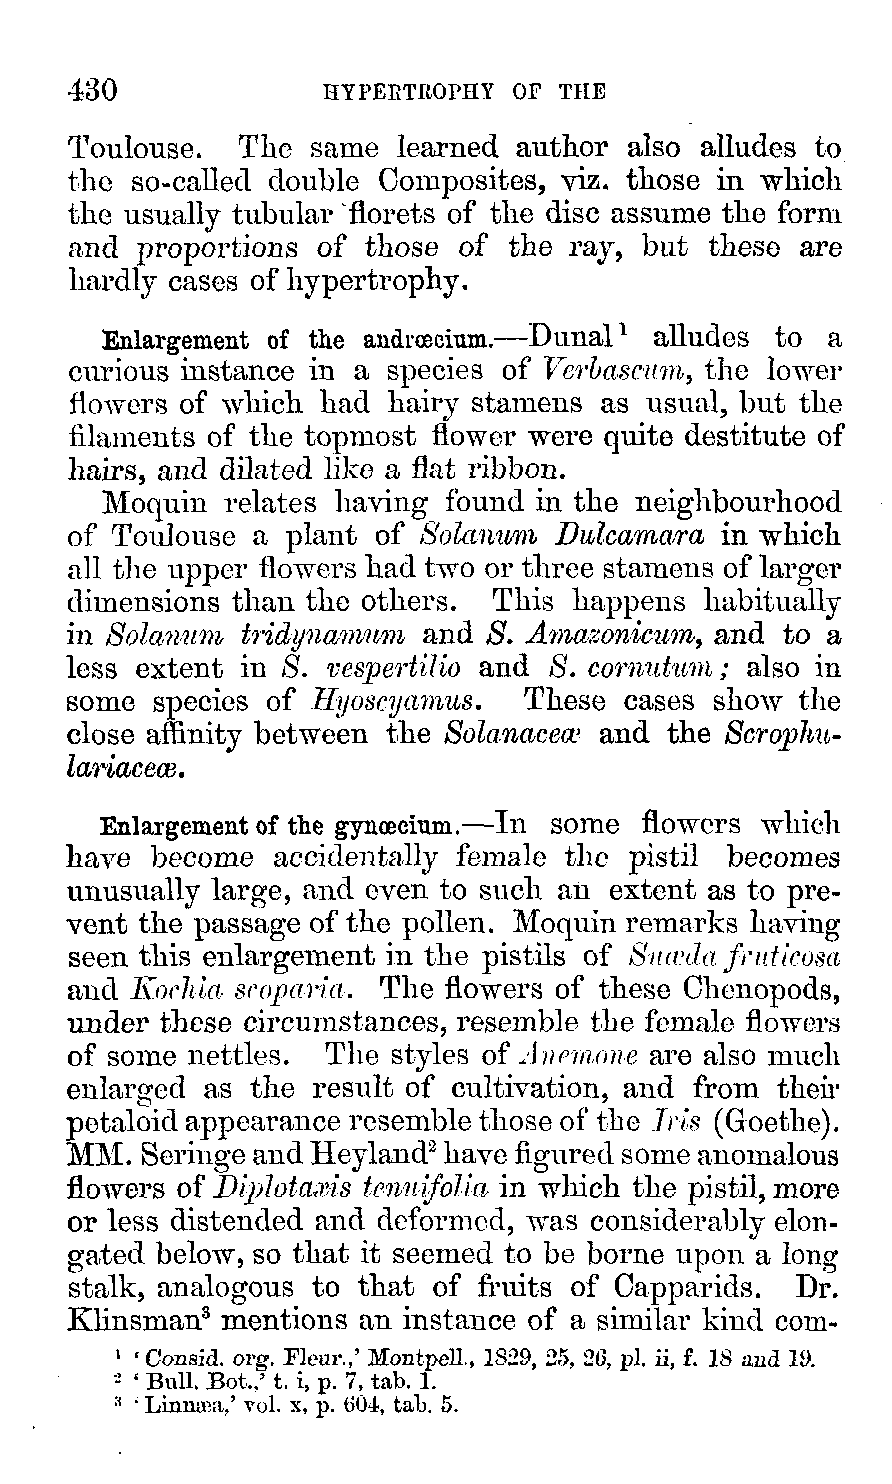 430 HYPERTROPHY OF THE
Toulouse. The same learned author also alludes to
the so-called double Composites, viz. those in which
the usually tubular florets of the disc assume the form
and proportions of those of the ray, but these are
hardly cases of hypertrophy.
Enlargement of the andrœcium.—Dunal¹ alludes to a
curious instance in a species of Verbascum, the lower
flowers of which had hairy stamens as usual, but the
filaments of the topmost flower were quite destitute of
hairs, and dilated like a flat ribbon.
Moquin relates having found in the neighbourhood
of Toulouse a plant of Solanum Dulcamara in which
all the upper flowers had two or three stamens of larger
dimensions than the others. This happens habitually
in Solanum tridynamum and S. Amazonicum, and to a
less extent in S. vespertilio and S. cornutum; also in
some species of Hyoscyamus. These cases show the
close affinity between the Solanaceæ and the Scrophu-
lariaceœ.
Enlargement of the gynœcium.—In some flowers which
have become accidentally female the pistil becomes
unusually large, and even to such an extent as to pre-
vent the passage of the pollen. Moquin remarks having
seen this enlargement in the pistils of Suæda fruticosa
and Kochia scoparia. The flowers of these Chenopods,
under these circumstances, resemble the female flowers
of some nettles. The styles of Anemone are also much
enlarged as the result of cultivation, and from their
petaloid appearance resemble those of the Iris (Goethe).
MM. Seringe and Heyland² have figured some anomalous
flowers of Diplotaxis tenuifolia in which the pistil, more
or less distended and deformed, was considerably elon-
gated below, so that it seemed to be borne upon a long
stalk, analogous to that of fruits of Capparids. Dr.
Klinsman³ mentions an instance of a similar kind com-
¹ ‘Consid. org. Fleur.,’ Montpell., 1829, 25, 26, pl. ii, f. 18 and 19.
² ‘Bull. Bot.,’ t. i, p. 7, tab. 1.
³ ‘Linnæa,’ vol. x, p. 604, tab. 5.